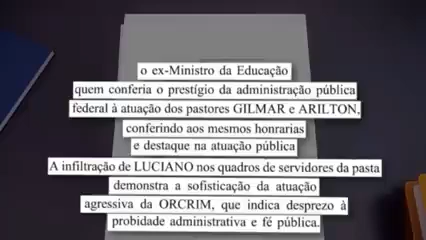 o ex-Ministro da Educação
quem conferia o prestígio da administração pública
federal à atuação dos pastores GILMAR e ARILTON,
conferindo aos mesmos honrarias
e destaque na atuação pública
A infiltração de LUCIANO nos quadros de servidores da pasta
demonstra a sofisticação da atuação
agressiva da ORCRIM, que indica desprezo à
probidade administrativa e fé pública.